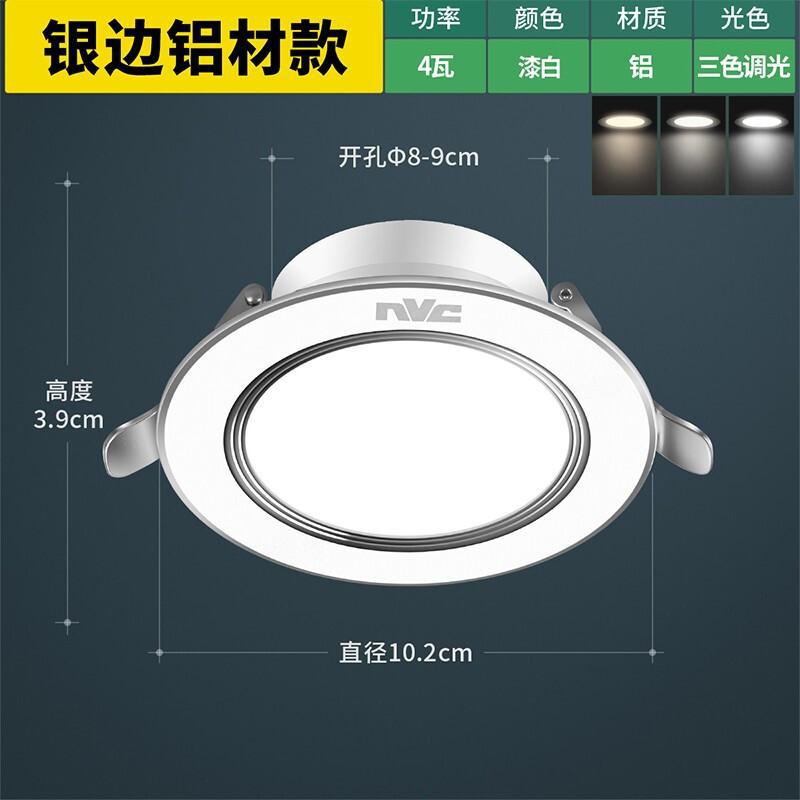 银边铝材款
功率 颜色 材质 光色
4瓦 漆白 铝 三色调光
开孔Φ8-9cm
nVc
高度
3.9cm
直径10.2cm